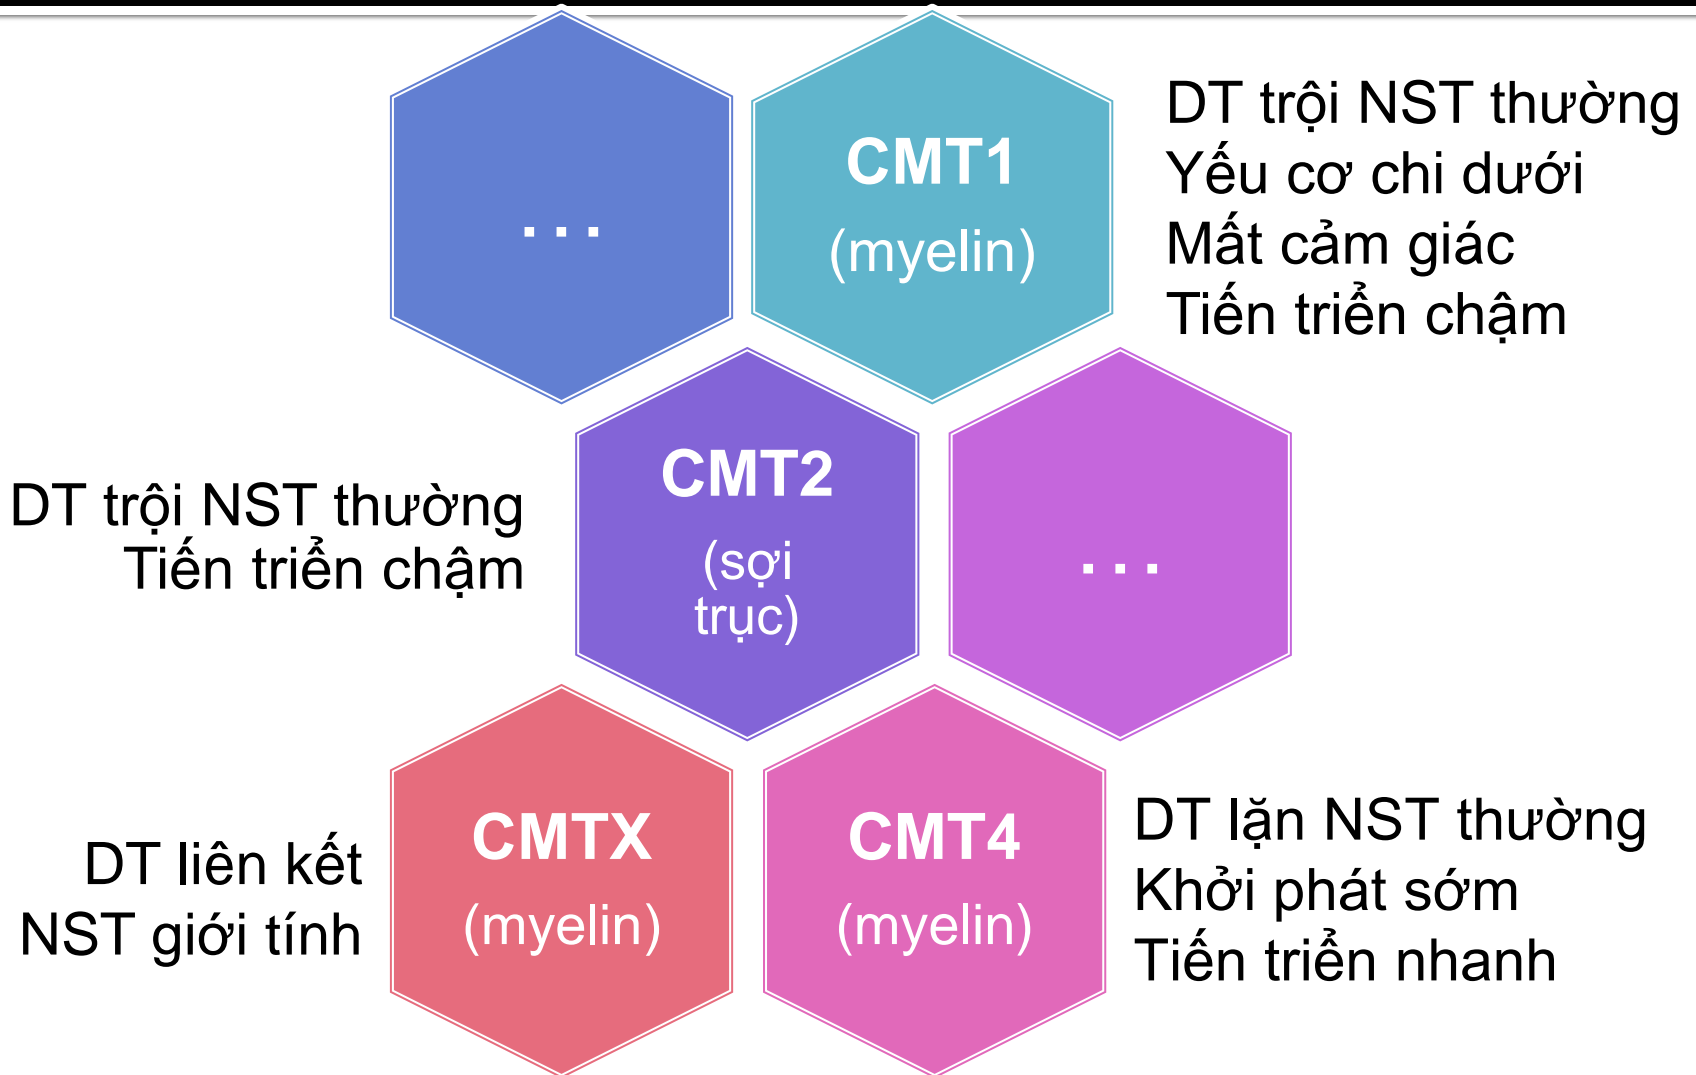 ...
CMT1
(myelin)
DT trội NST thường
Yếu cơ chi dưới
Mất cảm giác
Tiến triển chậm
DT trội NST thường
Tiến triển chậm
CMT2
(sợi
trục)
...
DT liên kết
NST giới tính
CMTX
(myelin)
CMT4
(myelin)
DT lặn NST thường
Khởi phát sớm
Tiến triển nhanh